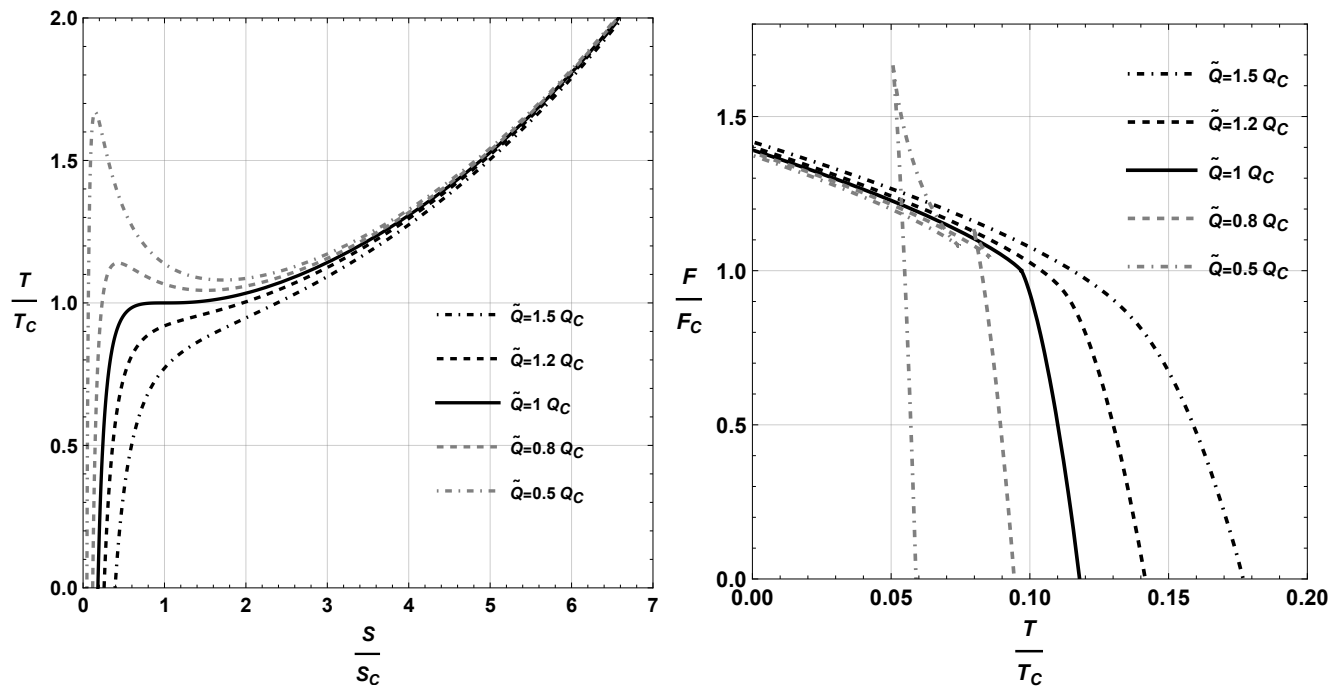 2.0
1.5
1.0
0.5
0.0
T
T_C
0 1 2 3 4 5 6 7
S
S_C
Q̃=1.5 Q_C
Q̃=1.2 Q_C
Q̃=1 Q_C
Q̃=0.8 Q_C
Q̃=0.5 Q_C
1.5
1.0
0.5
0.0
F
F_C
0.00 0.05 0.10 0.15 0.20
T
T_C
Q̃=1.5 Q_C
Q̃=1.2 Q_C
Q̃=1 Q_C
Q̃=0.8 Q_C
Q̃=0.5 Q_C